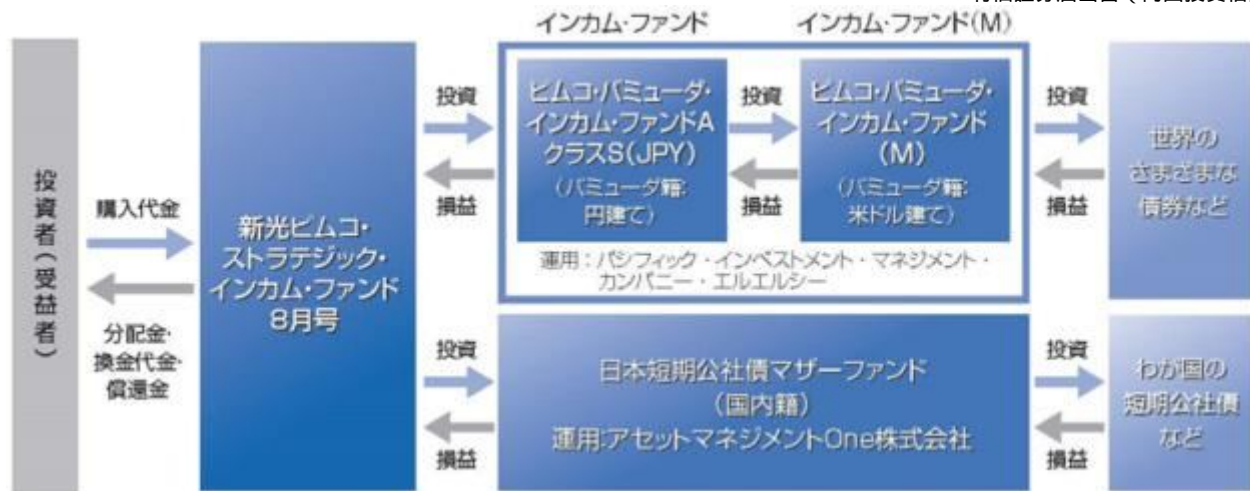 インカム・ファンド
インカム・ファンド(M)
投資者(受益者)
購入代金
分配金・
換金代金・
償還金
新光ピムコ・
ストラテジック・
インカム・ファンド
8月号
投資
損益
ピムコ・バミューダ・
インカム・ファンドA
クラスS(JPY)
(バミューダ籍:
円建て)
投資
損益
ピムコ・バミューダ・
インカム・ファンド
(M)
(バミューダ籍:
米ドル建て)
運用:パシフィック・インベストメント・マネジメント・
カンパニー・エルエルシー
投資
損益
世界の
さまざまな
債券など
投資
損益
日本短期公社債マザーファンド
(国内籍)
運用:アセットマネジメントOne株式会社
投資
損益
わが国の
短期公社債
など